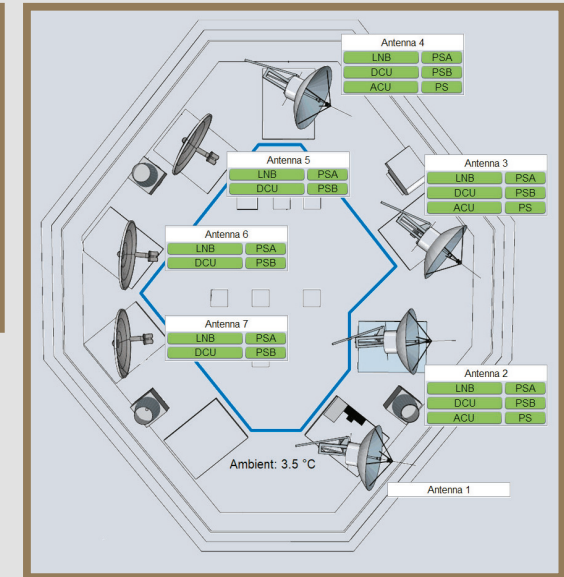 Antenna 4
LNB PSA
DCU PSB
ACU PS
Antenna 5
LNB PSA
DCU PSB
Antenna 3
LNB PSA
DCU PSB
ACU PS
Antenna 6
LNB PSA
DCU PSB
Antenna 7
LNB PSA
DCU PSB
Antenna 2
LNB PSA
DCU PSB
ACU PS
Ambient: 3.5 °C
Antenna 1